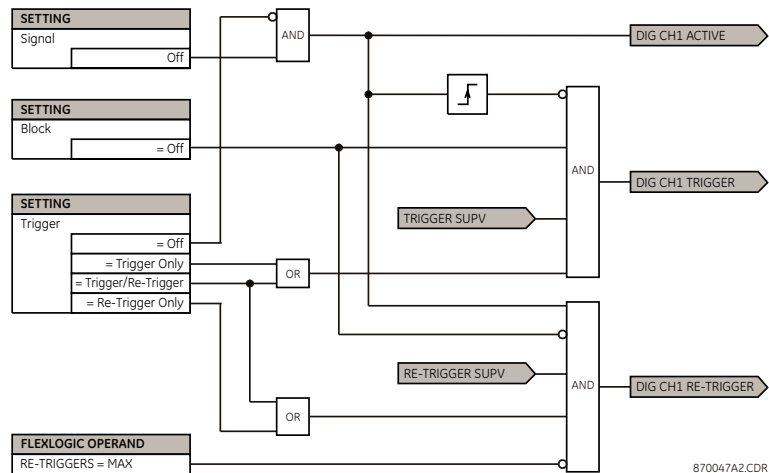 SETTING
Signal
Off
SETTING
Block
= Off
SETTING
Trigger
= Off
= Trigger Only
= Trigger/Re-Trigger
= Re-Trigger Only
FLEXLOGIC OPERAND
RE-TRIGGERS = MAX
AND
DIG CH1 ACTIVE
AND
DIG CH1 TRIGGER
TRIGGER SUPV
OR
RE-TRIGGER SUPV
AND
DIG CH1 RE-TRIGGER
OR
870047A2.CDR